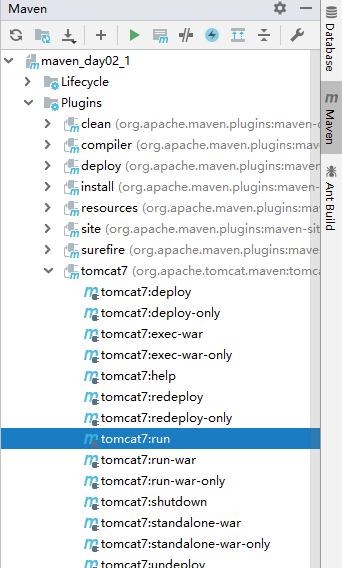 Maven
maven_day02_1
Lifecycle
Plugins
clean (org.apache.maven.plugins:maven-c
compiler (org.apache.maven.plugins:mav
deploy (org.apache.maven.plugins:maven
install (org.apache.maven.plugins:maven-
resources (org.apache.maven.plugins:ma
site (org.apache.maven.plugins:maven-sit
surefire (org.apache.maven.plugins:mave
tomcat7 (org.apache.tomcat.maven:tomc
tomcat7:deploy
tomcat7:deploy-only
tomcat7:exec-war
tomcat7:exec-war-only
tomcat7:help
tomcat7:redeploy
tomcat7:redeploy-only
tomcat7:run
tomcat7:run-war
tomcat7:run-war-only
tomcat7:shutdown
tomcat7:standalone-war
tomcat7:standalone-war-only
tomcat7:undeploy
Database
Maven
Ant Build